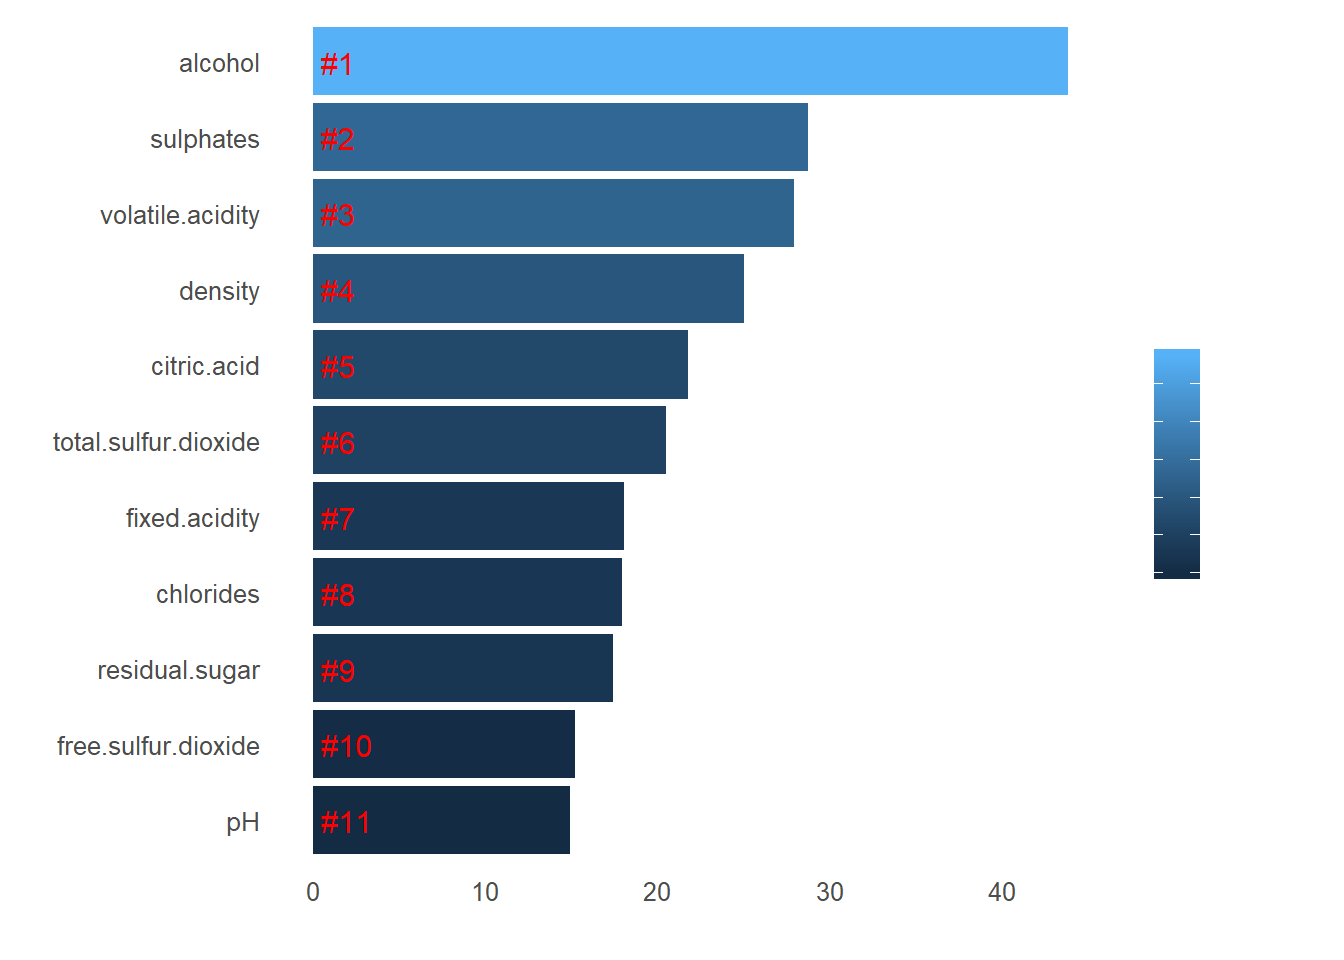 alcohol #1
sulphates #2
volatile.acidity #3
density #4
citric.acid #5
total.sulfur.dioxide #6
fixed.acidity #7
chlorides #8
residual.sugar #9
free.sulfur.dioxide #10
pH #11
0 10 20 30 40